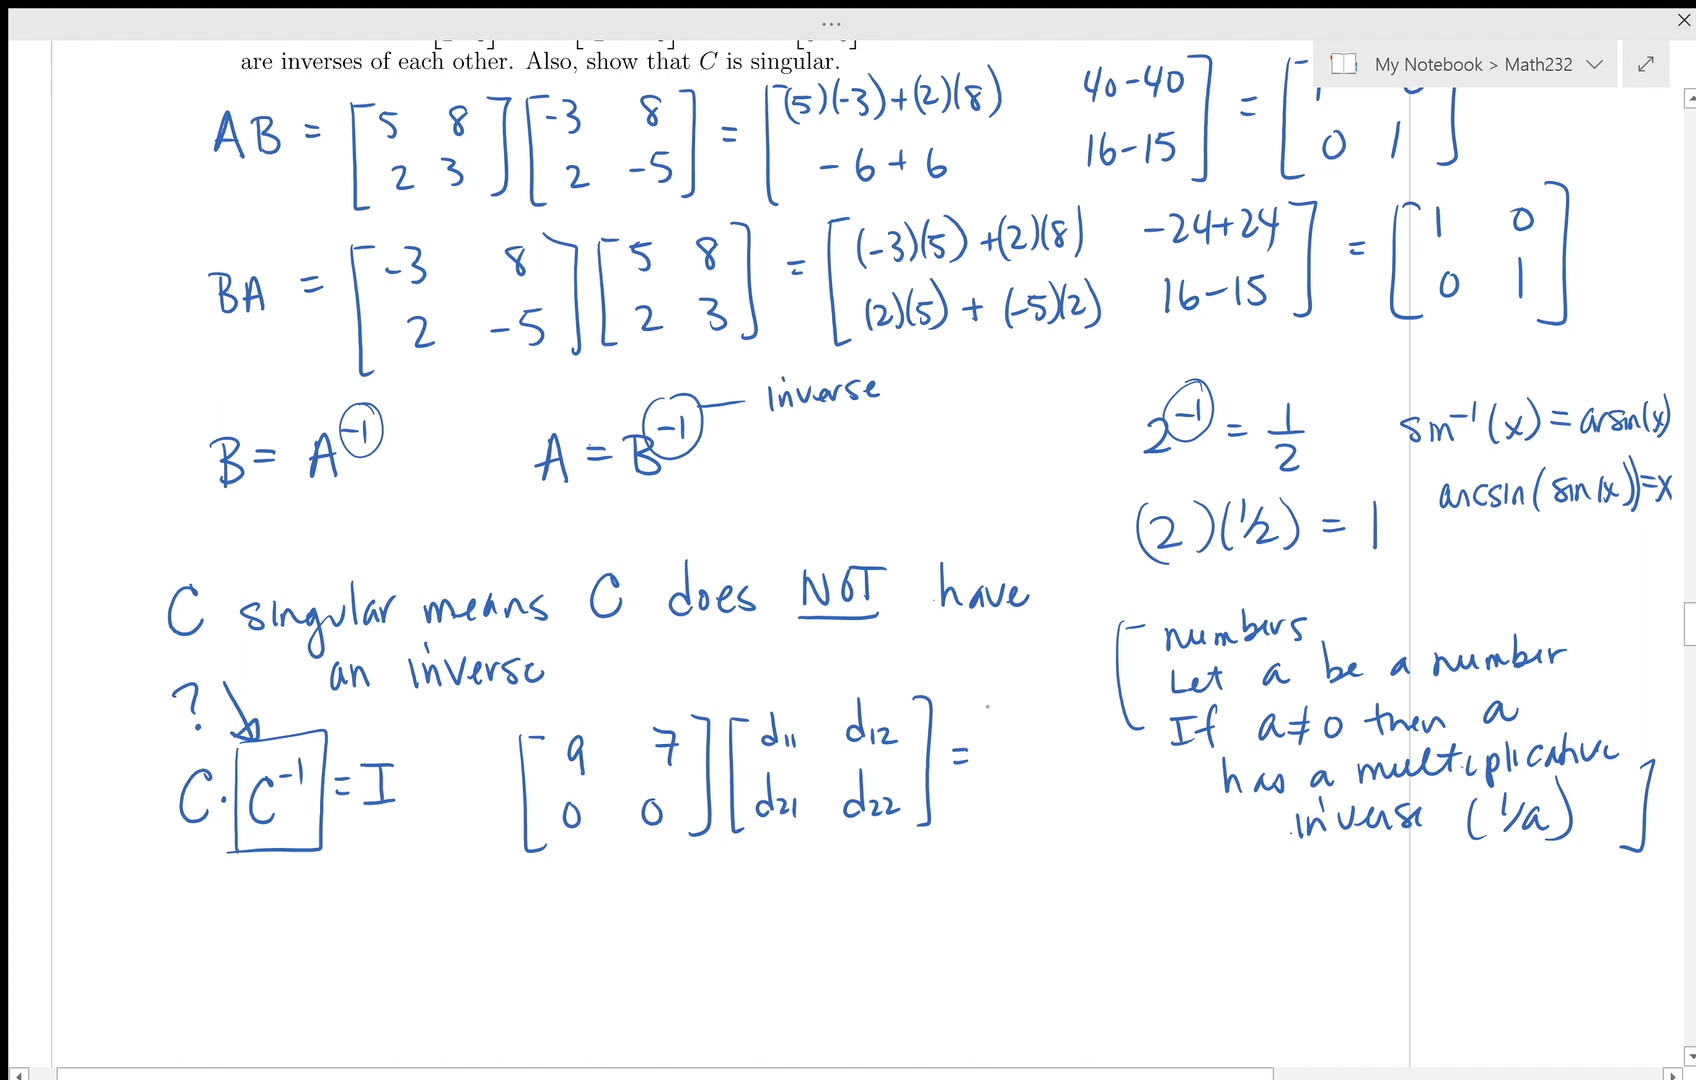 ...
My Notebook > Math232
are inverses of each other. Also, show that C is singular.
AB = [5 8; 2 3] [-3 8; 2 -5] = [(5)(-3)+(2)(8) 40-40; -6+6 16-15] = [1 0; 0 1]
BA = [-3 8; 2 -5] [5 8; 2 3] = [(-3)(5)+(2)(8) -24+24; (2)(5)+(-5)(2) 16-15] = [1 0; 0 1]
B = A^-1 A = B^-1 — inverse
2^-1 = 1/2 sin^-1(x) = arsin(x)
arcsin(sin(x))=x
(2)(1/2) = 1
C singular means C does NOT have
an inverse
?
C · C^-1 = I [9 7; 0 0] [d11 d12; d21 d22] =
[numbers
Let a be a number
If a≠0 then a
has a multiplicative
inverse (1/a)]